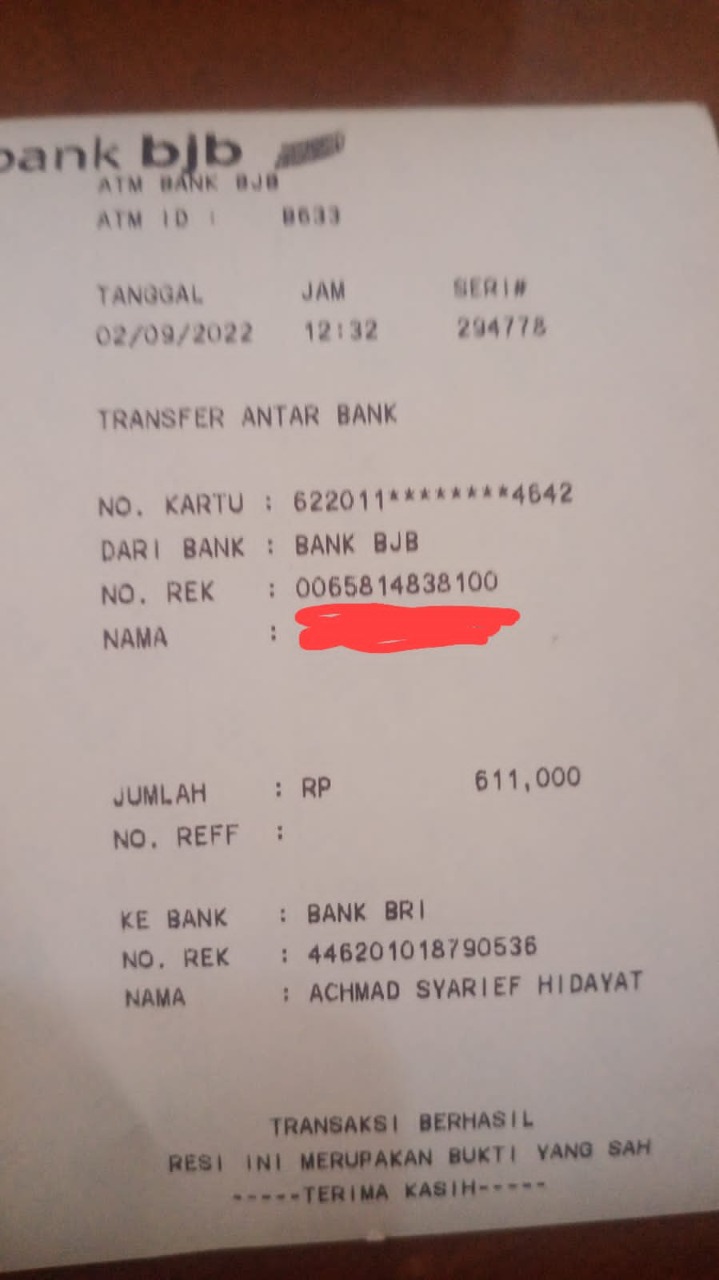 bank bjb
ATM BANK BJB
ATM ID : B633
TANGGAL JAM SERI#
02/09/2022 12:32 294778
TRANSFER ANTAR BANK
NO. KARTU : 622011********4642
DARI BANK : BANK BJB
NO. REK : 0065814838100
NAMA :
JUMLAH : RP 611,000
NO. REFF :
KE BANK : BANK BRI
NO. REK : 446201018790536
NAMA : ACHMAD SYARIEF HIDAYAT
TRANSAKSI BERHASIL
RESI INI MERUPAKAN BUKTI YANG SAH
-----TERIMA KASIH-----